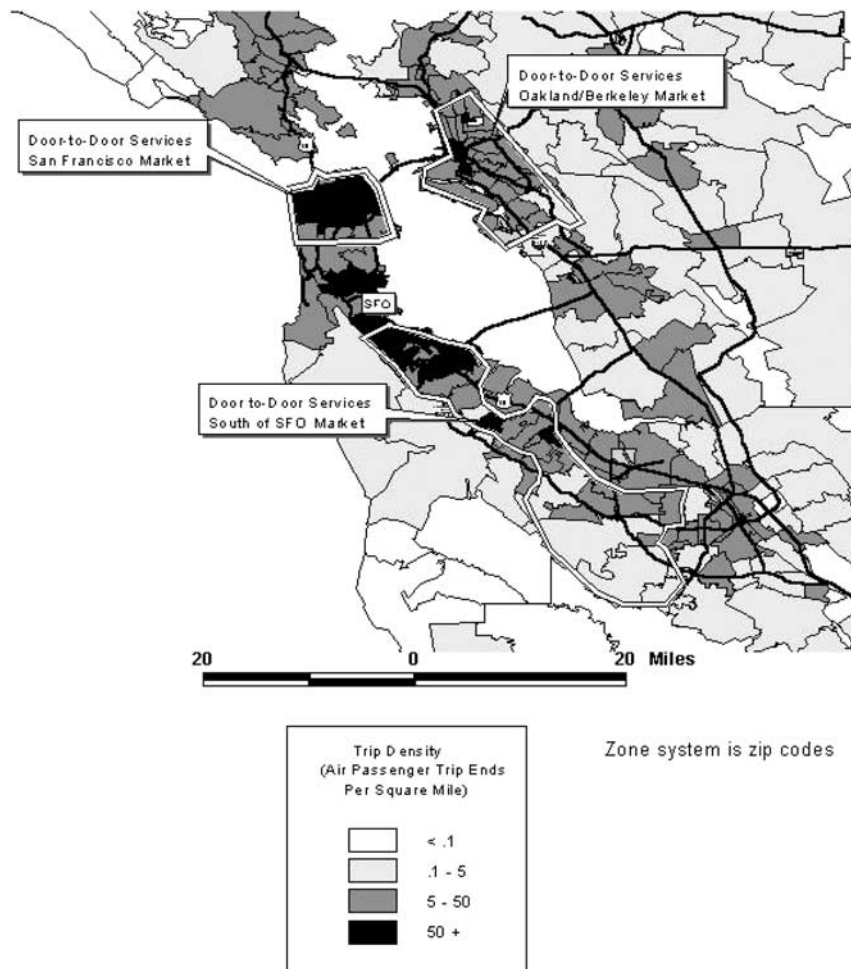 Door-to-Door Services
Oakland/Berkeley Market
Door-to-Door Services
San Francisco Market
SFO
Door to-Door Services
South of SFO Market
20 0 20 Miles
Trip Density
(Air Passenger Trip Ends
Per Square Mile)
Zone system is zip codes
< .1
.1 - 5
5 - 50
50 +